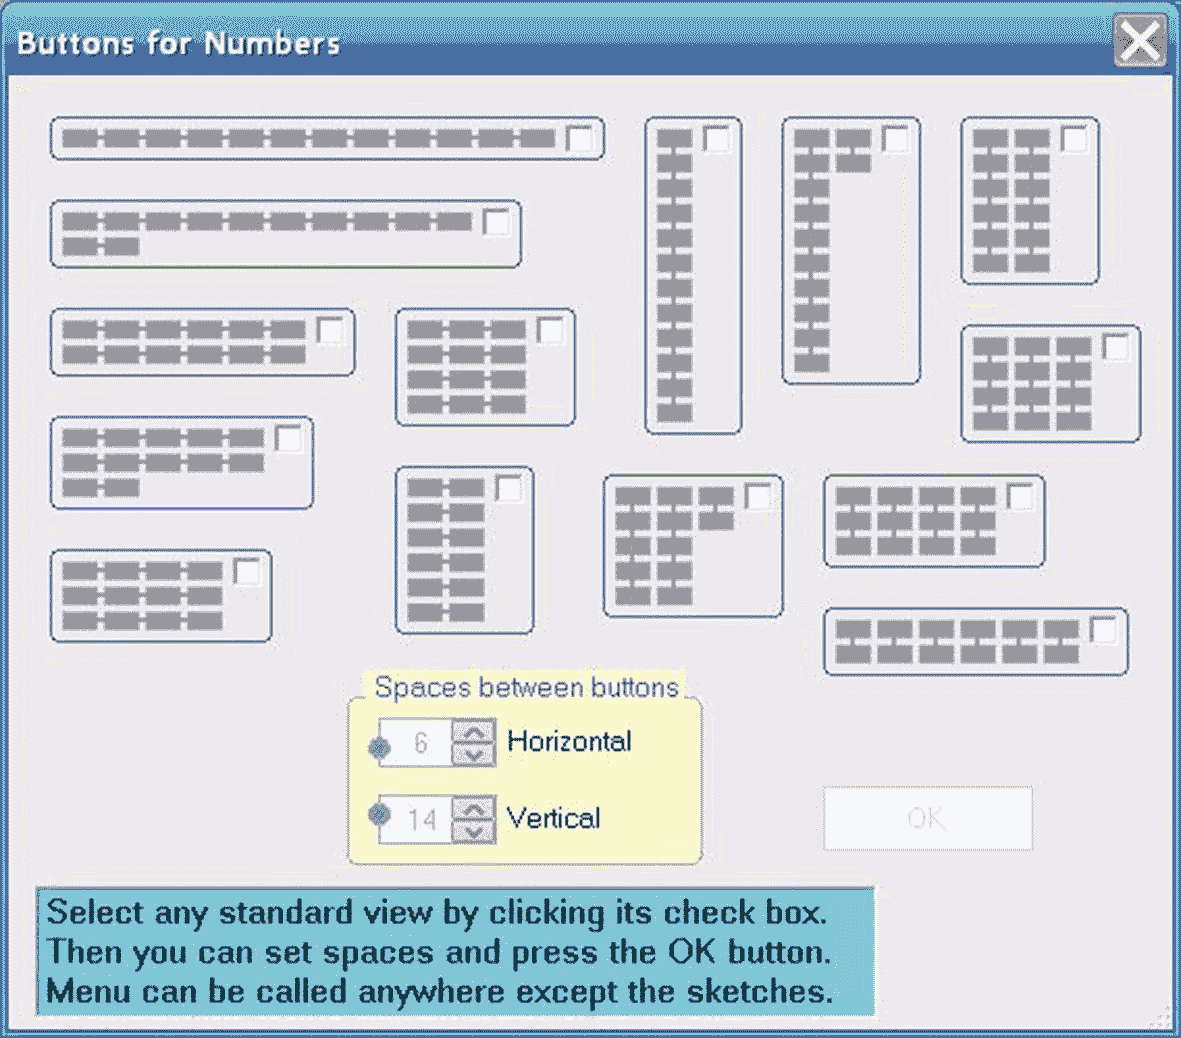 Buttons for Numbers
Spaces between buttons
6 Horizontal
14 Vertical
OK
Select any standard view by clicking its check box.
Then you can set spaces and press the OK button.
Menu can be called anywhere except the sketches.